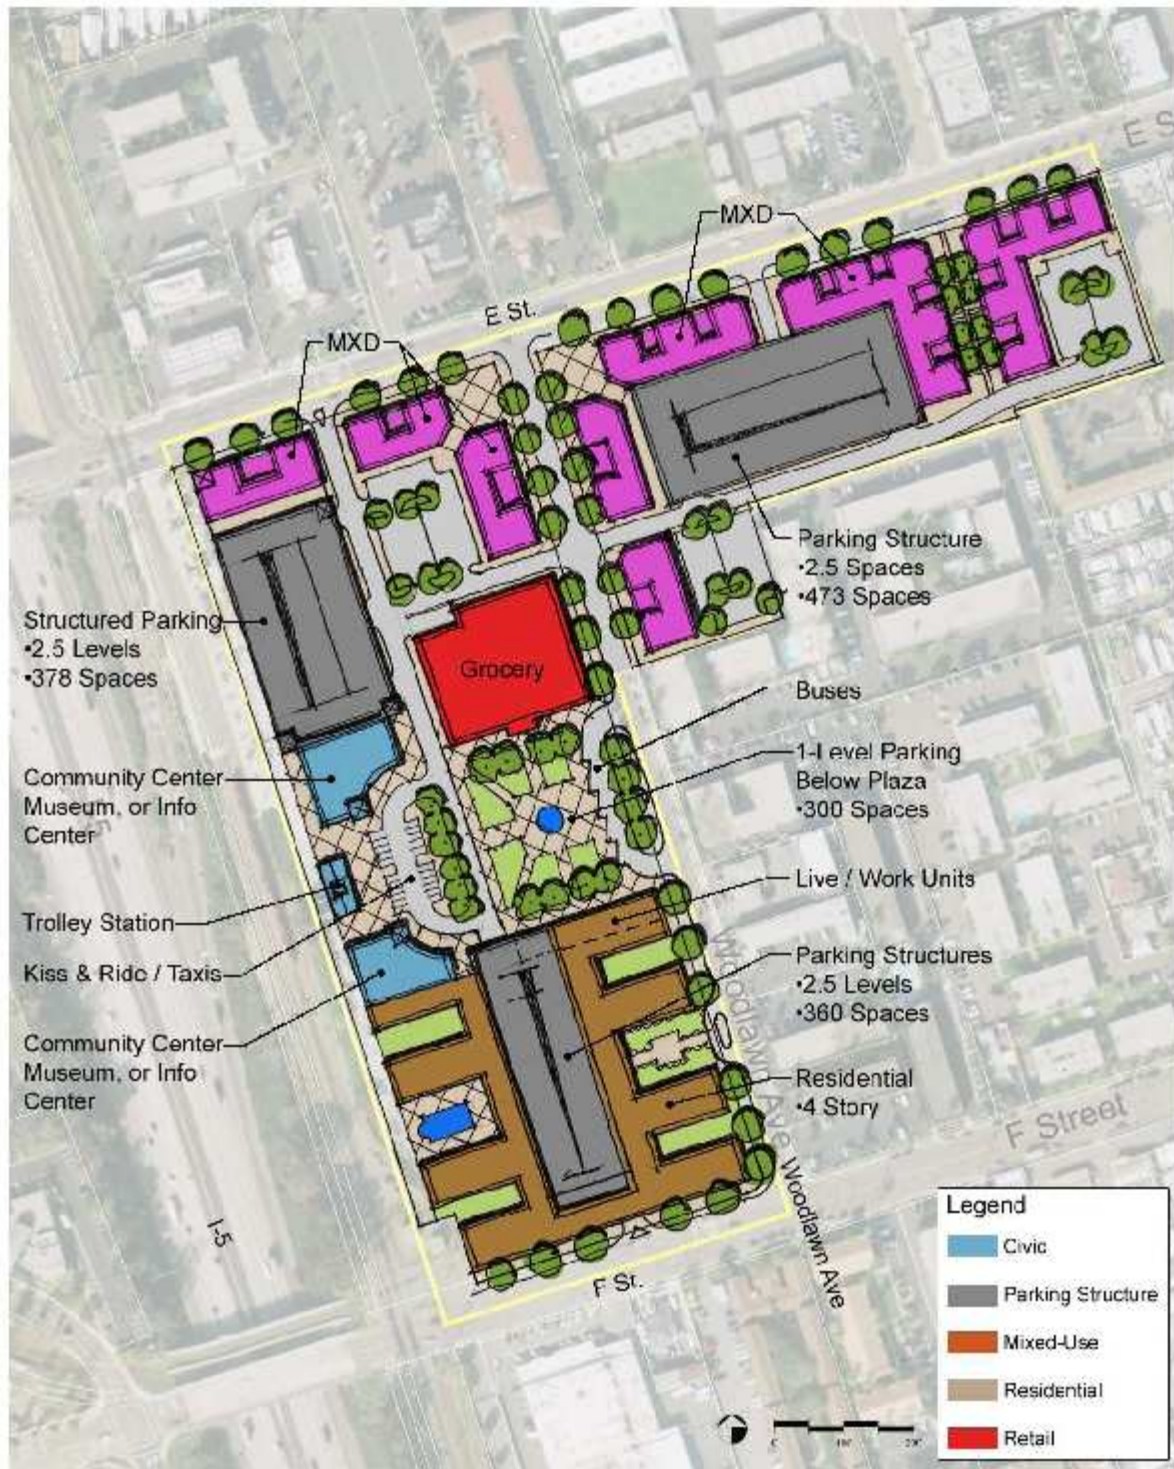 E S
MXD
E St.
MXD
Parking Structure
•2.5 Spaces
•473 Spaces
Structured Parking
•2.5 Levels
•378 Spaces
Grocery
Buses
1-Level Parking
Below Plaza
•300 Spaces
Community Center
Museum, or Info
Center
Live / Work Units
Trolley Station
Kiss & Ride / Taxis
Parking Structures
•2.5 Levels
•360 Spaces
Community Center
Museum, or Info
Center
Residential
•4 Story
Woodlawn Ave
F Street
Woodlawn Ave
I-5
F St.
Legend
Civic
Parking Structure
Mixed-Use
Residential
Retail
0